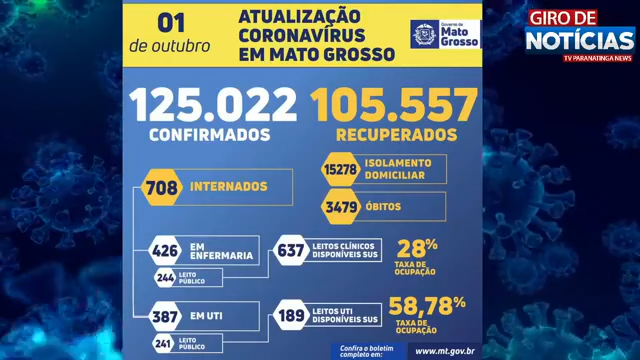 01
de outubro
ATUALIZAÇÃO
CORONAVÍRUS
EM MATO GROSSO
Governo de
Mato
Grosso
GIRO DE
NOTÍCIAS
TV PARANATINGA NEWS
125.022
CONFIRMADOS
105.557
RECUPERADOS
708
INTERNADOS
15278
ISOLAMENTO
DOMICILIAR
3479
ÓBITOS
426
EM
ENFERMARIA
244
LEITO
PÚBLICO
637
LEITOS CLÍNICOS
DISPONÍVEIS SUS
28%
TAXA DE
OCUPAÇÃO
387
EM UTI
241
LEITO
PÚBLICO
189
LEITOS UTI
DISPONÍVEIS SUS
58,78%
TAXA DE
OCUPAÇÃO
Confira o boletim
completo em:
www.mt.gov.br